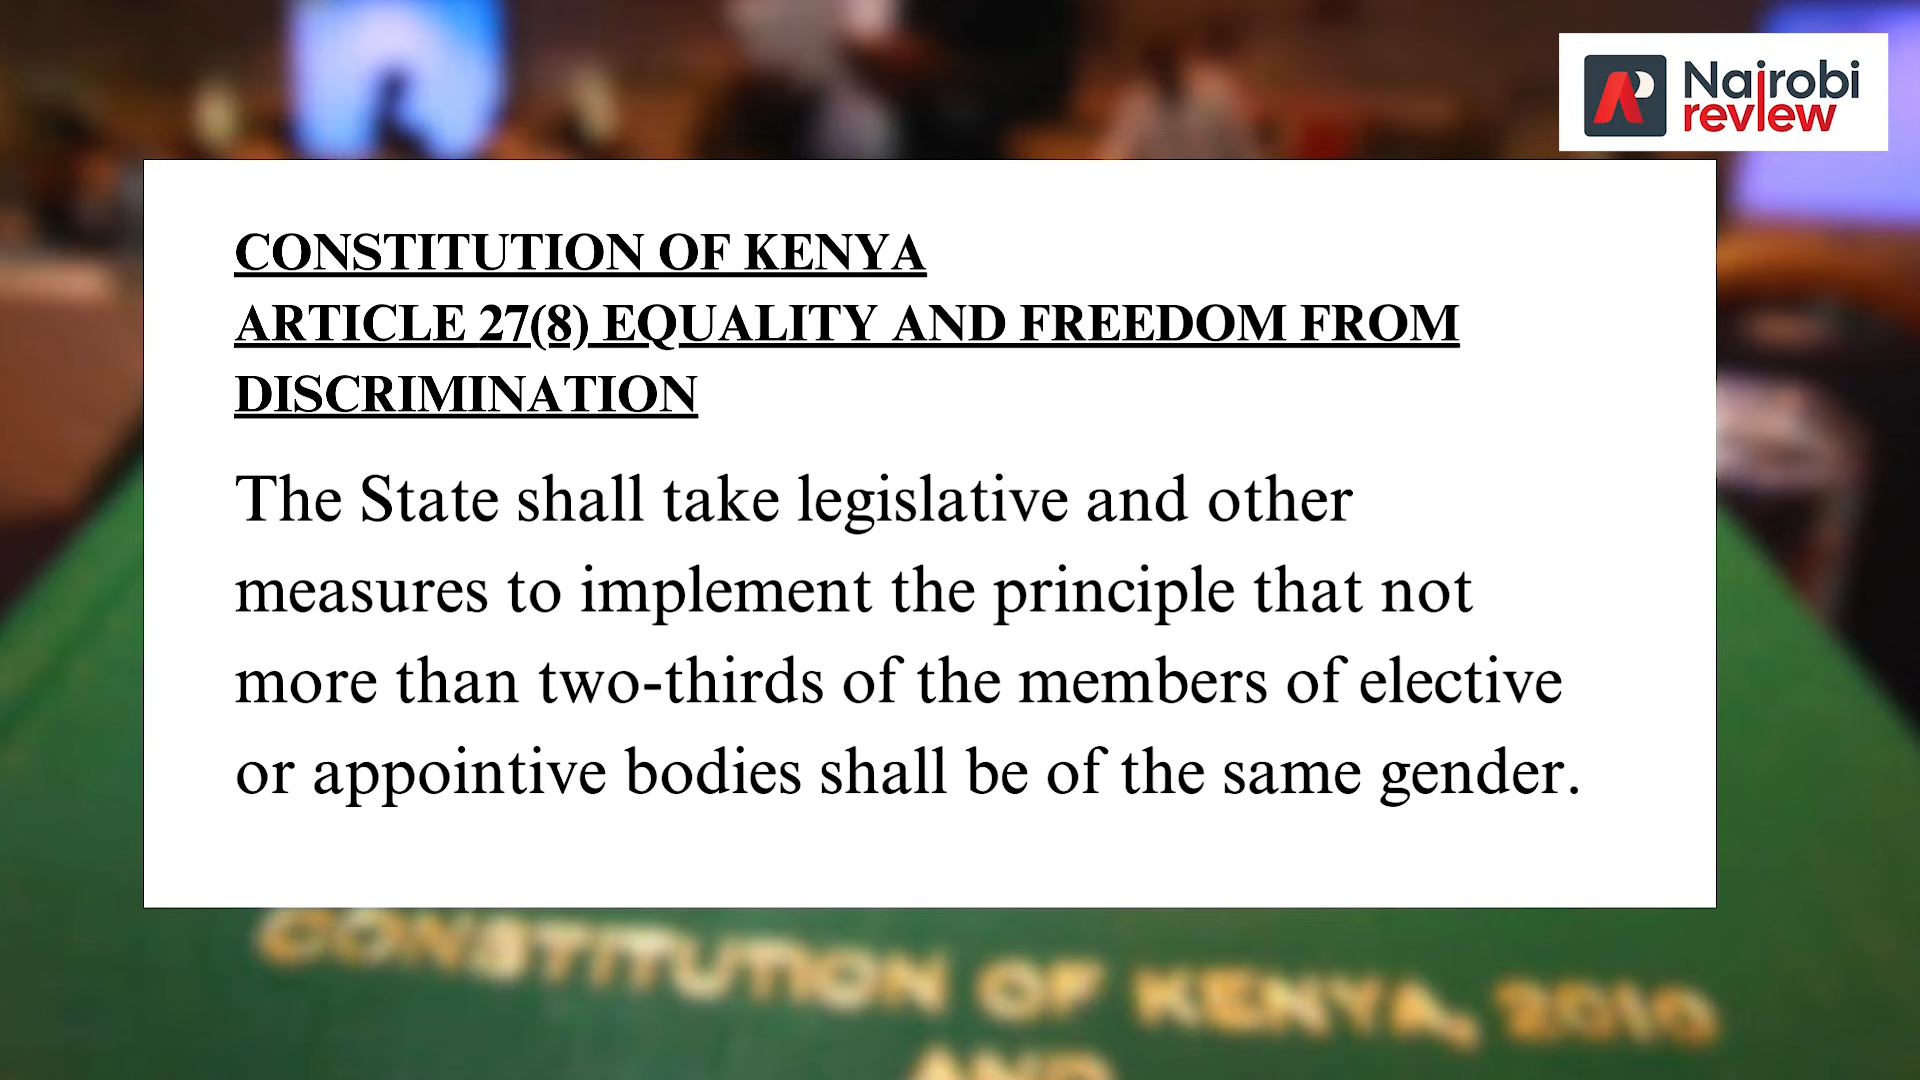 Nairobi
review
CONSTITUTION OF KENYA
ARTICLE 27(8) EQUALITY AND FREEDOM FROM
DISCRIMINATION
The State shall take legislative and other
measures to implement the principle that not
more than two-thirds of the members of elective
or appointive bodies shall be of the same gender.
CONSTITUTION OF KENYA, 2010
AND